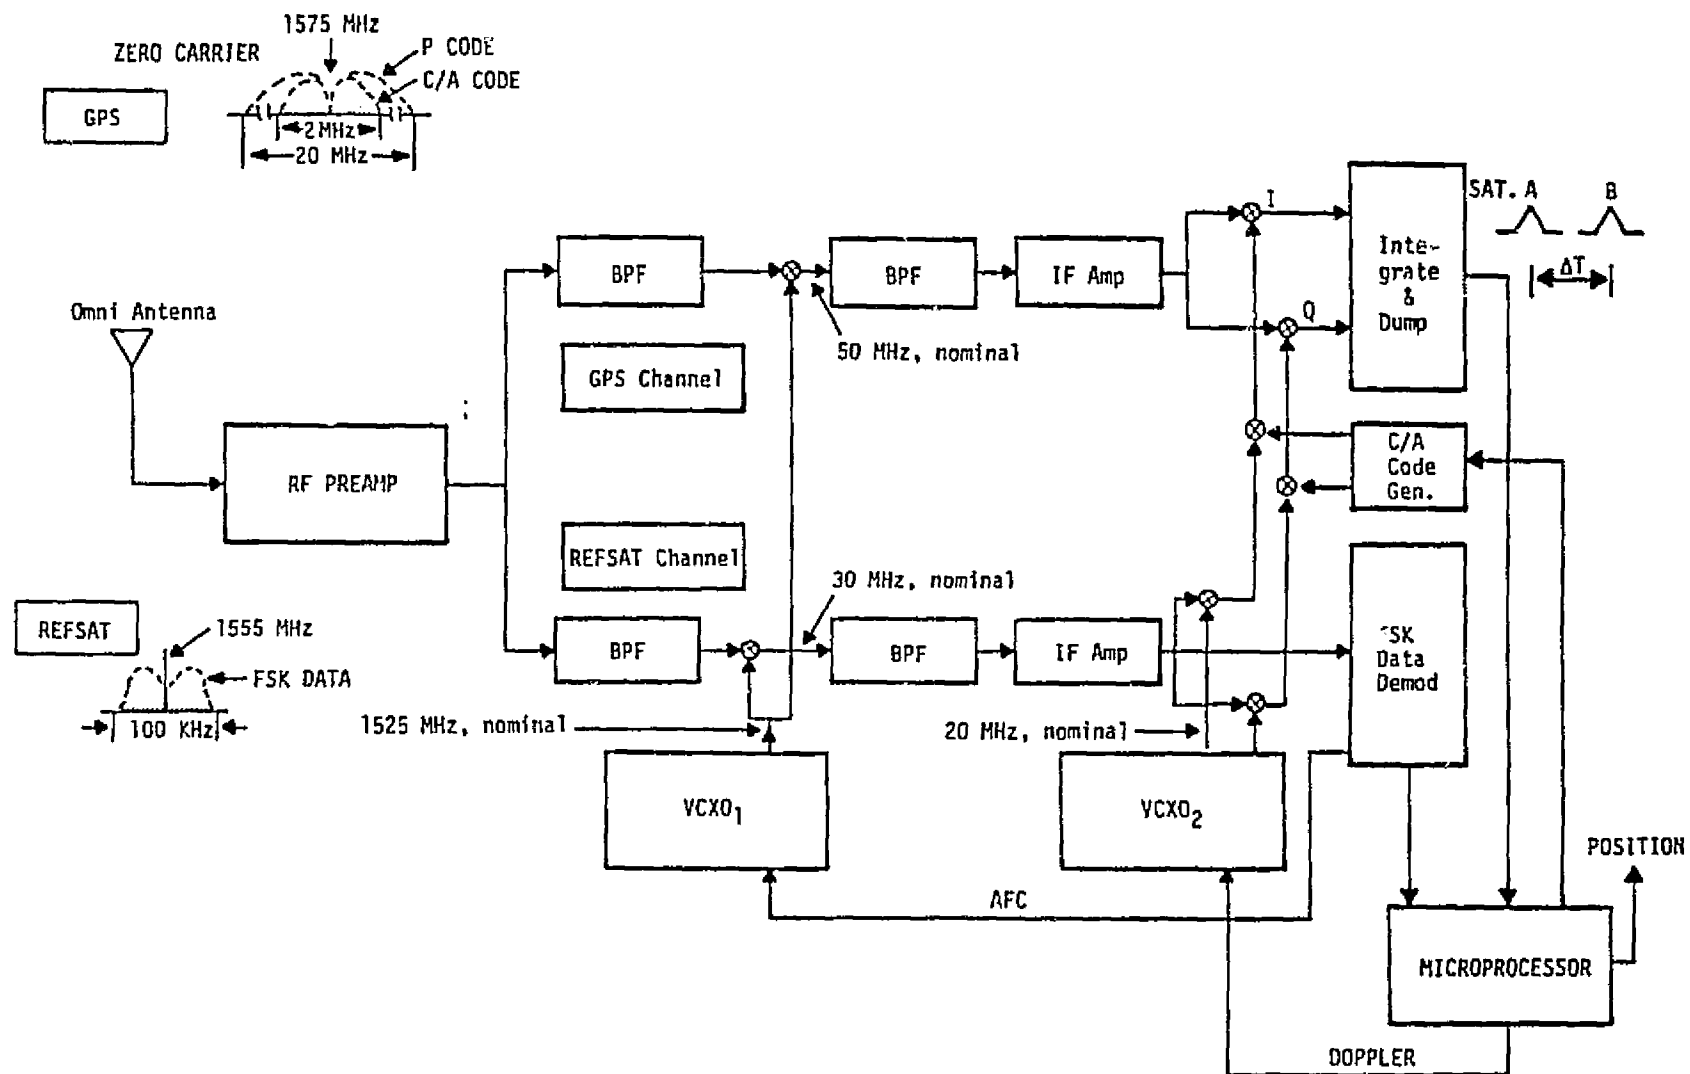 1575 MHz
ZERO CARRIER
P CODE
C/A CODE
GPS
2 MHz
20 MHz
SAT. A
B
I
Inte-
grate
&
Dump
ΔT
BPF
BPF
IF Amp
Omni Antenna
Q
50 MHz, nominal
GPS Channel
RF PREAMP
C/A
Code
Gen.
REFSAT Channel
30 MHz, nominal
REFSAT
1555 MHz
BPF
BPF
IF Amp
SK
Data
Demod
FSK DATA
100 KHz
1525 MHz, nominal
20 MHz, nominal
VCXO1
VCXO2
POSITION
AFC
MICROPROCESSOR
DOPPLER